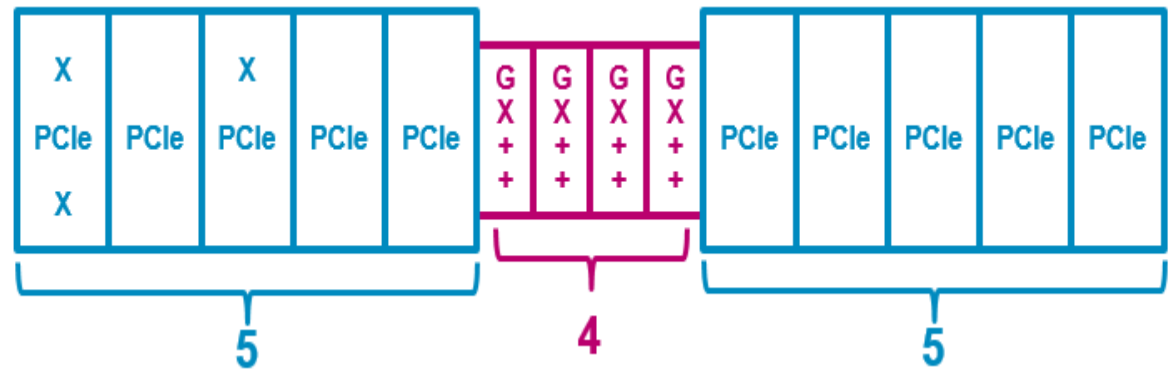 X X
PCIe PCIe PCIe PCIe PCIe
X
G G G G
X X X X
+ + + +
+ + + +
PCIe PCIe PCIe PCIe PCIe
5 4 5